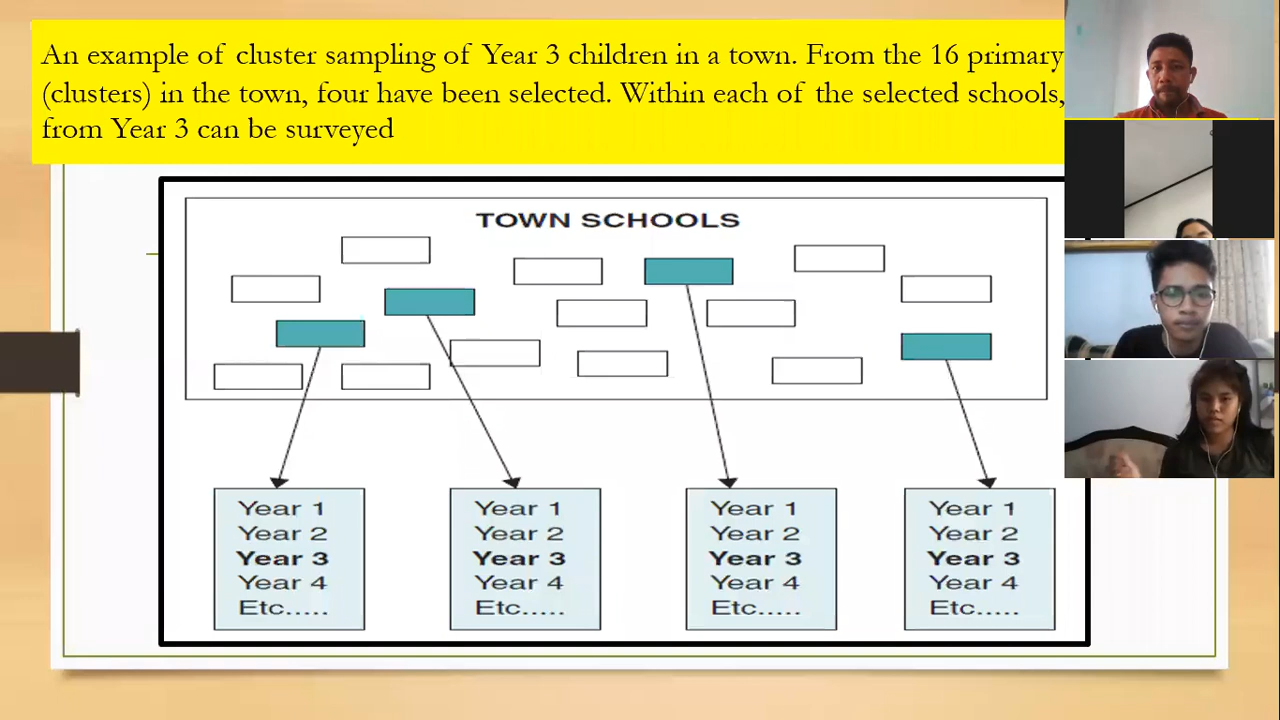 An example of cluster sampling of Year 3 children in a town. From the 16 primary
(clusters) in the town, four have been selected. Within each of the selected schools,
from Year 3 can be surveyed
TOWN SCHOOLS
Year 1
Year 2
Year 3
Year 4
Etc.....
Year 1
Year 2
Year 3
Year 4
Etc.....
Year 1
Year 2
Year 3
Year 4
Etc.....
Year 1
Year 2
Year 3
Year 4
Etc.....